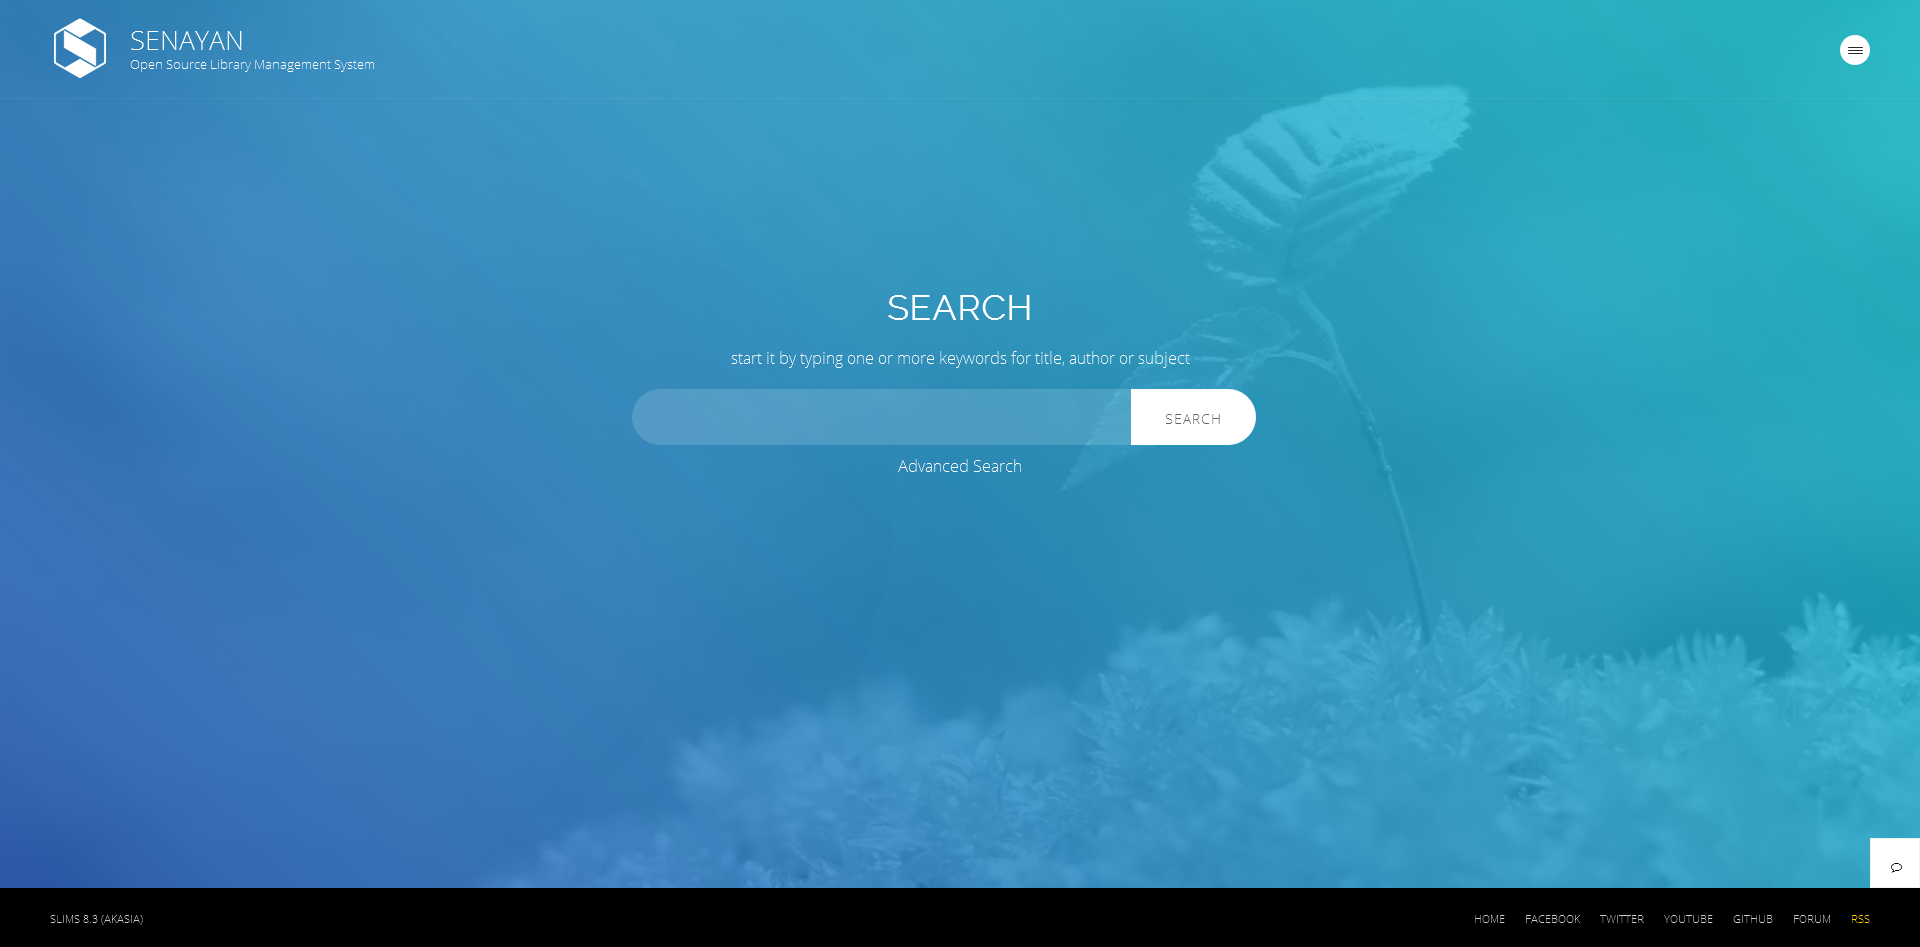 SENAYAN
Open Source Library Management System
SEARCH
start it by typing one or more keywords for title, author or subject
SEARCH
Advanced Search
SLIMS 8.3 (AKASIA)
HOME FACEBOOK TWITTER YOUTUBE GITHUB FORUM RSS